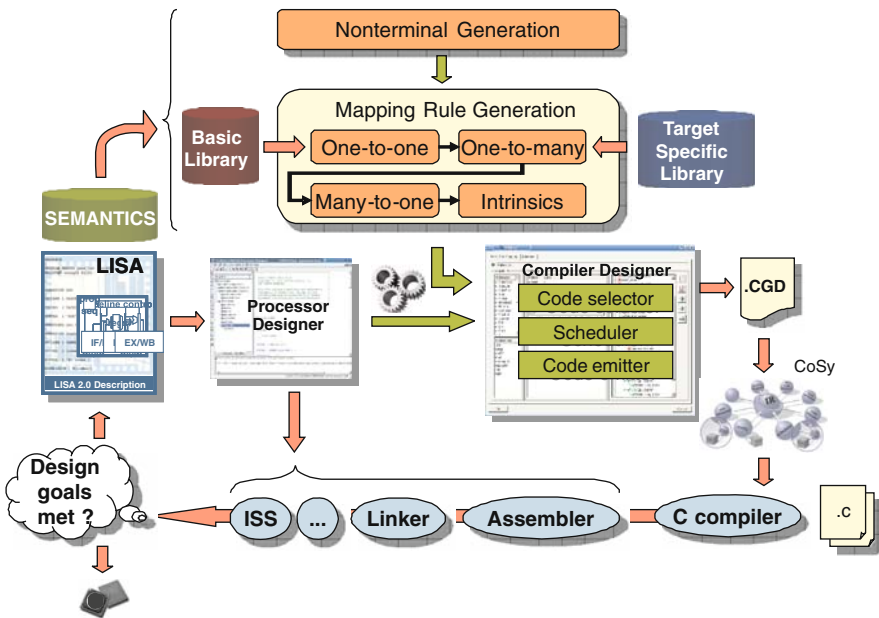 Nonterminal Generation
Mapping Rule Generation
Basic
Library
One-to-one
One-to-many
Target
Specific
Library
Many-to-one
Intrinsics
SEMANTICS
LISA
IF/I
EX/WB
LISA 2.0 Description
Processor
Designer
Compiler Designer
Code selector
Scheduler
Code emitter
.CGD
CoSy
IR
Design
goals
met ?
ISS
...
Linker
Assembler
C compiler
.C